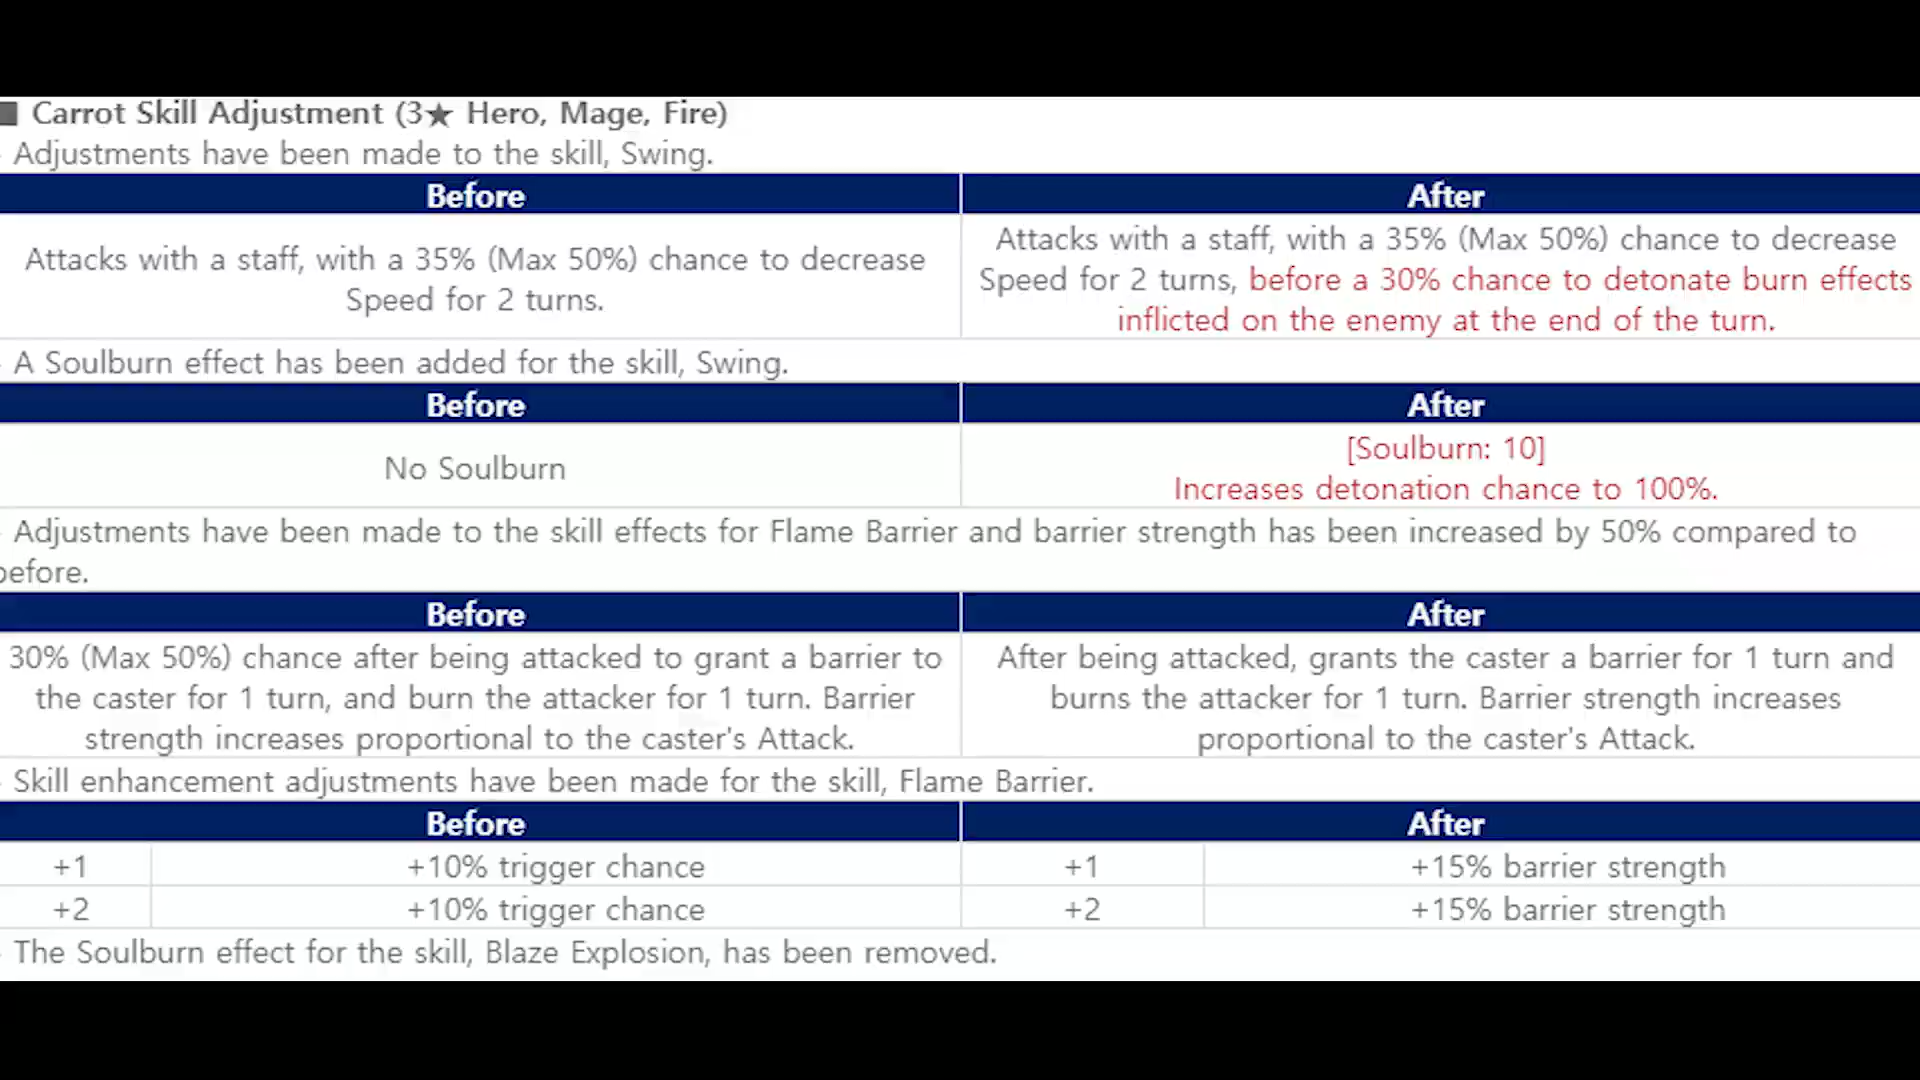 ■ Carrot Skill Adjustment (3★ Hero, Mage, Fire)
- Adjustments have been made to the skill, Swing.
Before After
Attacks with a staff, with a 35% (Max 50%) chance to decrease
Speed for 2 turns.
Attacks with a staff, with a 35% (Max 50%) chance to decrease
Speed for 2 turns, before a 30% chance to detonate burn effects
inflicted on the enemy at the end of the turn.
- A Soulburn effect has been added for the skill, Swing.
Before After
No Soulburn
[Soulburn: 10]
Increases detonation chance to 100%.
- Adjustments have been made to the skill effects for Flame Barrier and barrier strength has been increased by 50% compared to
before.
Before After
30% (Max 50%) chance after being attacked to grant a barrier to
the caster for 1 turn, and burn the attacker for 1 turn. Barrier
strength increases proportional to the caster's Attack.
After being attacked, grants the caster a barrier for 1 turn and
burns the attacker for 1 turn. Barrier strength increases
proportional to the caster's Attack.
- Skill enhancement adjustments have been made for the skill, Flame Barrier.
Before After
+1 +10% trigger chance +1 +15% barrier strength
+2 +10% trigger chance +2 +15% barrier strength
- The Soulburn effect for the skill, Blaze Explosion, has been removed.